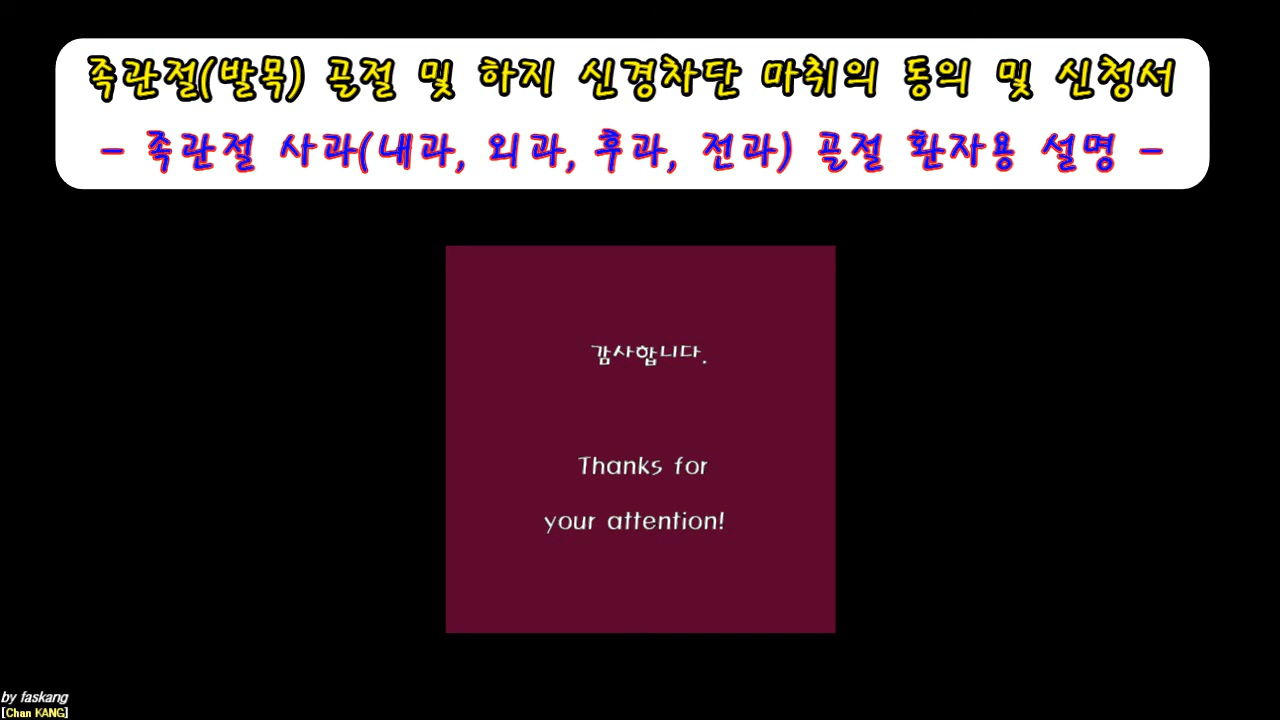 족관절(발목) 골절 및 하지 신경차단 마취의 동의 및 신청서
- 족관절 사과(내과, 외과, 후과, 전과) 골절 환자용 설명 -
감사합니다.
Thanks for
your attention!
by faskang
[Chan KANG]